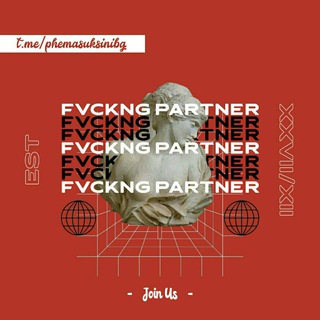 t.me/phemasuksinibg
FVCKNG PARTNER
FVCKNG PARTNER
FVCKNG PARTNER
FVCKNG PARTNER
FVCKNG PARTNER
EST
XXVII/XII
- Join Us -